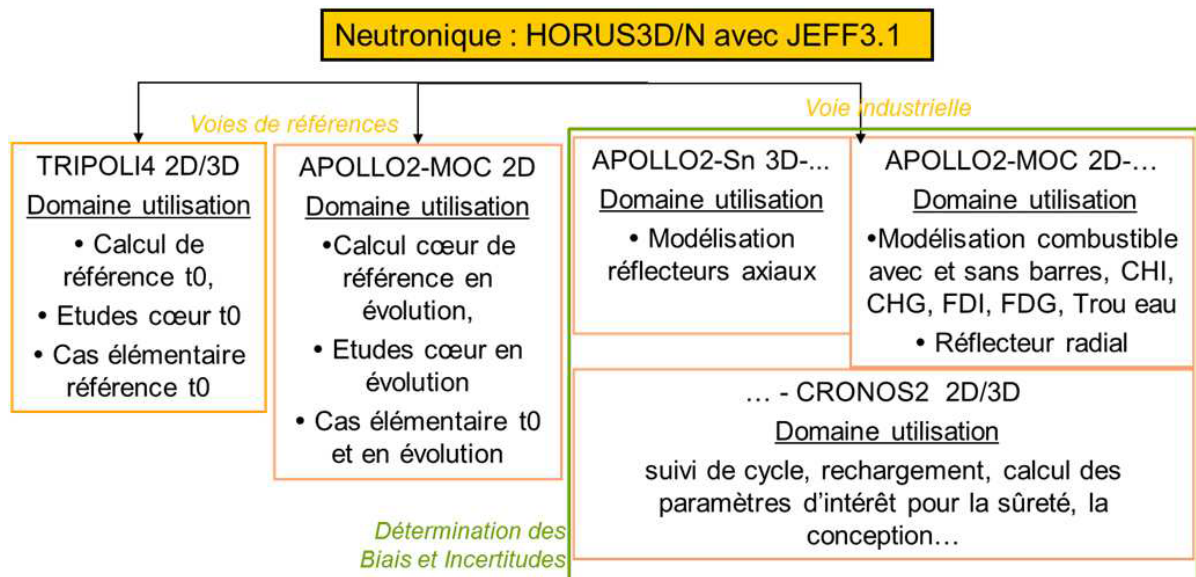 Neutronique : HORUS3D/N avec JEFF3.1
Voies de références
Voie industrielle
TRIPOLI4 2D/3D
Domaine utilisation
• Calcul de
référence t0,
• Etudes cœur t0
• Cas élémentaire
référence t0
APOLLO2-MOC 2D
Domaine utilisation
•Calcul cœur de
référence en
évolution,
• Etudes cœur en
évolution
• Cas élémentaire t0
et en évolution
APOLLO2-Sn 3D-...
Domaine utilisation
• Modélisation
réflecteurs axiaux
APOLLO2-MOC 2D-…
Domaine utilisation
•Modélisation combustible
avec et sans barres, CHI,
CHG, FDI, FDG, Trou eau
• Réflecteur radial
… - CRONOS2 2D/3D
Domaine utilisation
suivi de cycle, rechargement, calcul des
paramètres d'intérêt pour la sûreté, la
conception…
Détermination des
Biais et Incertitudes